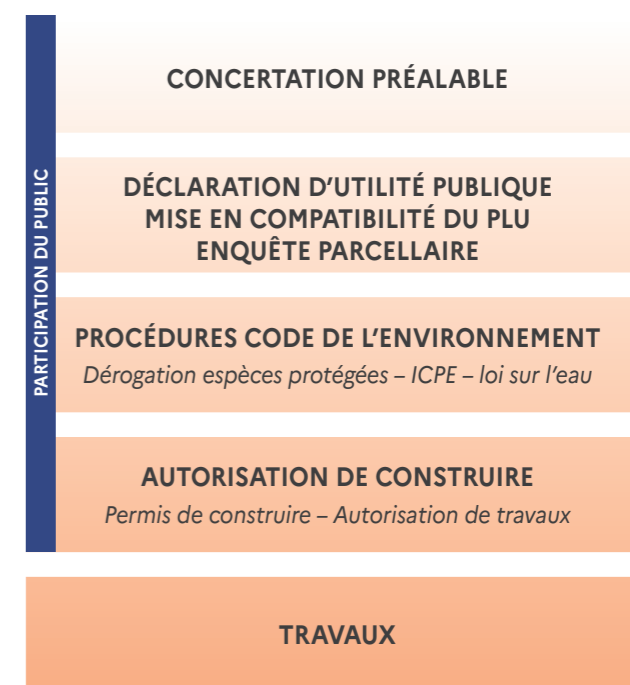 PARTICIPATION DU PUBLIC
CONCERTATION PRÉALABLE
DÉCLARATION D’UTILITÉ PUBLIQUE
MISE EN COMPATIBILITÉ DU PLU
ENQUÊTE PARCELLAIRE
PROCÉDURES CODE DE L’ENVIRONNEMENT
Dérogation espèces protégées – ICPE – loi sur l’eau
AUTORISATION DE CONSTRUIRE
Permis de construire – Autorisation de travaux
TRAVAUX